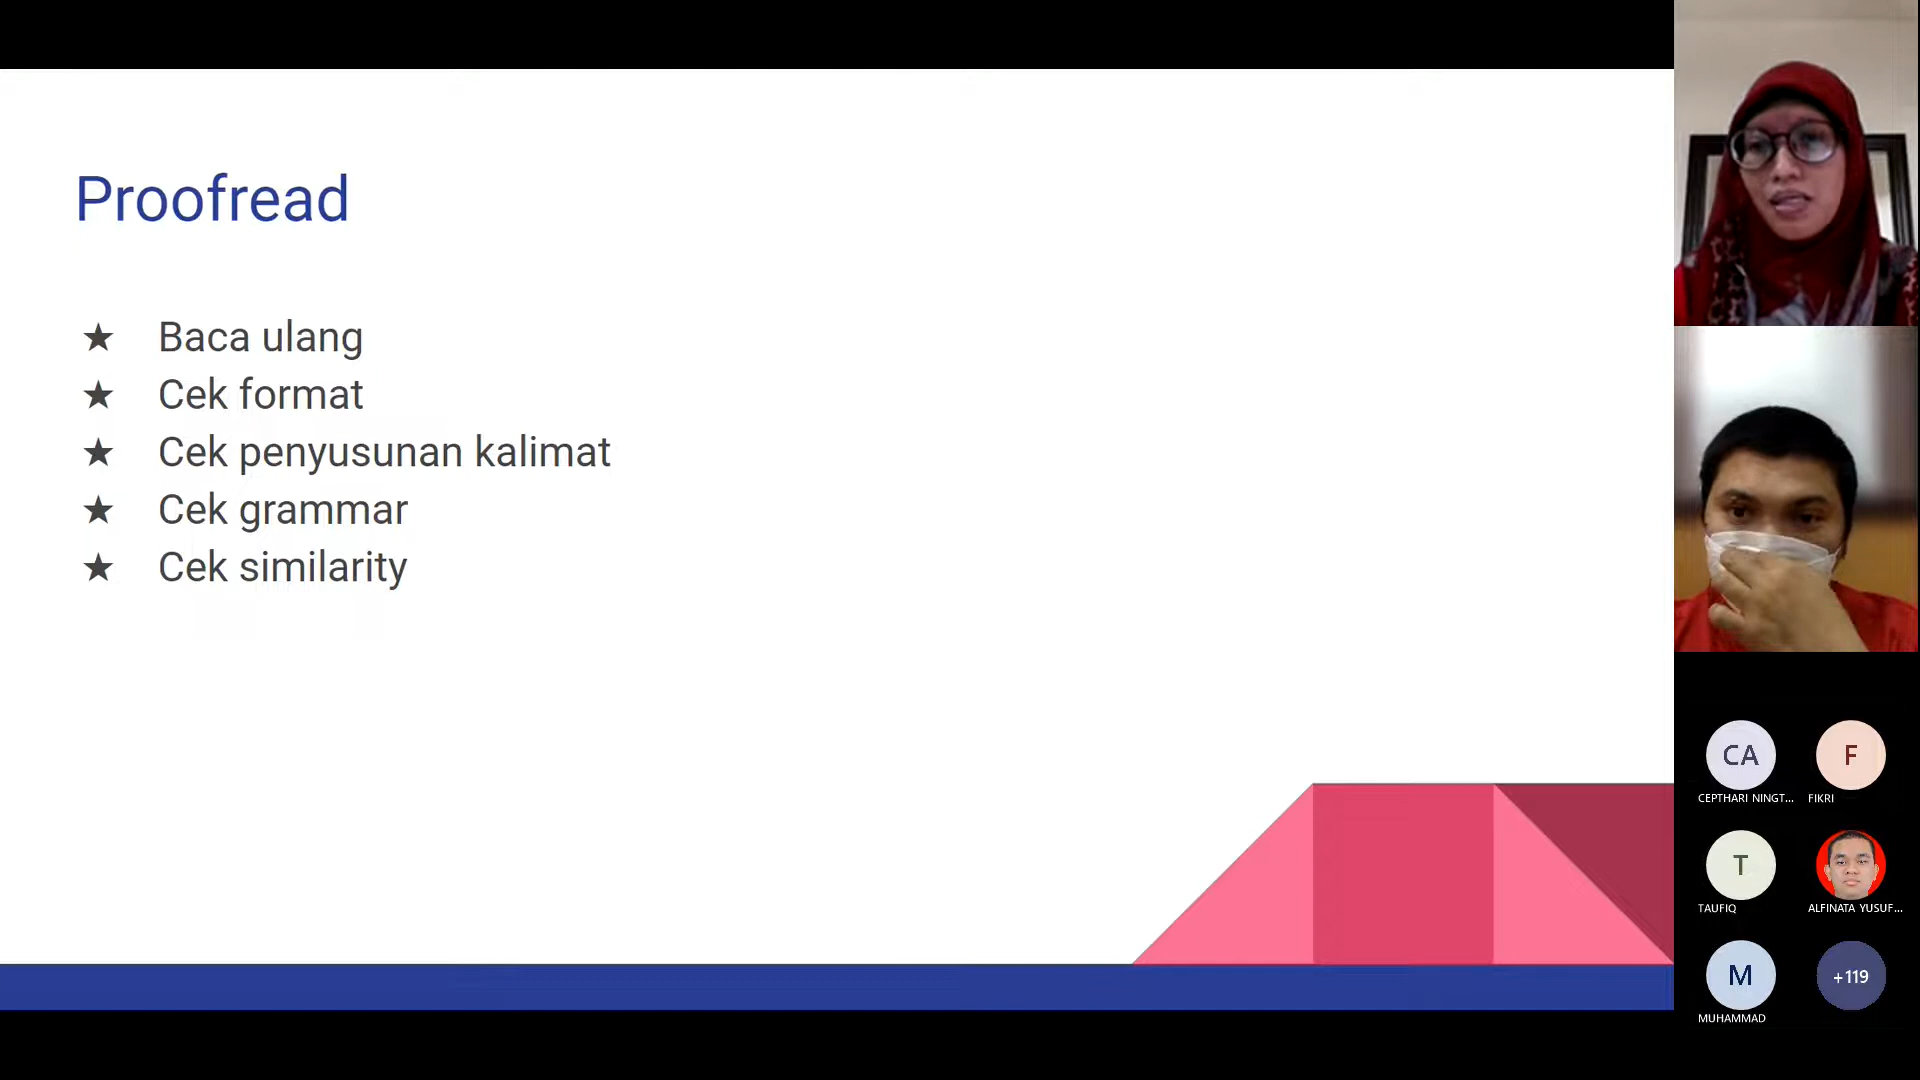 Proofread
★ Baca ulang
★ Cek format
★ Cek penyusunan kalimat
★ Cek grammar
★ Cek similarity
CA
F
CEPTHARI NINGT...
FIKRI
T
TAUFIQ
ALFINATA YUSUF...
M
+119
MUHAMMAD